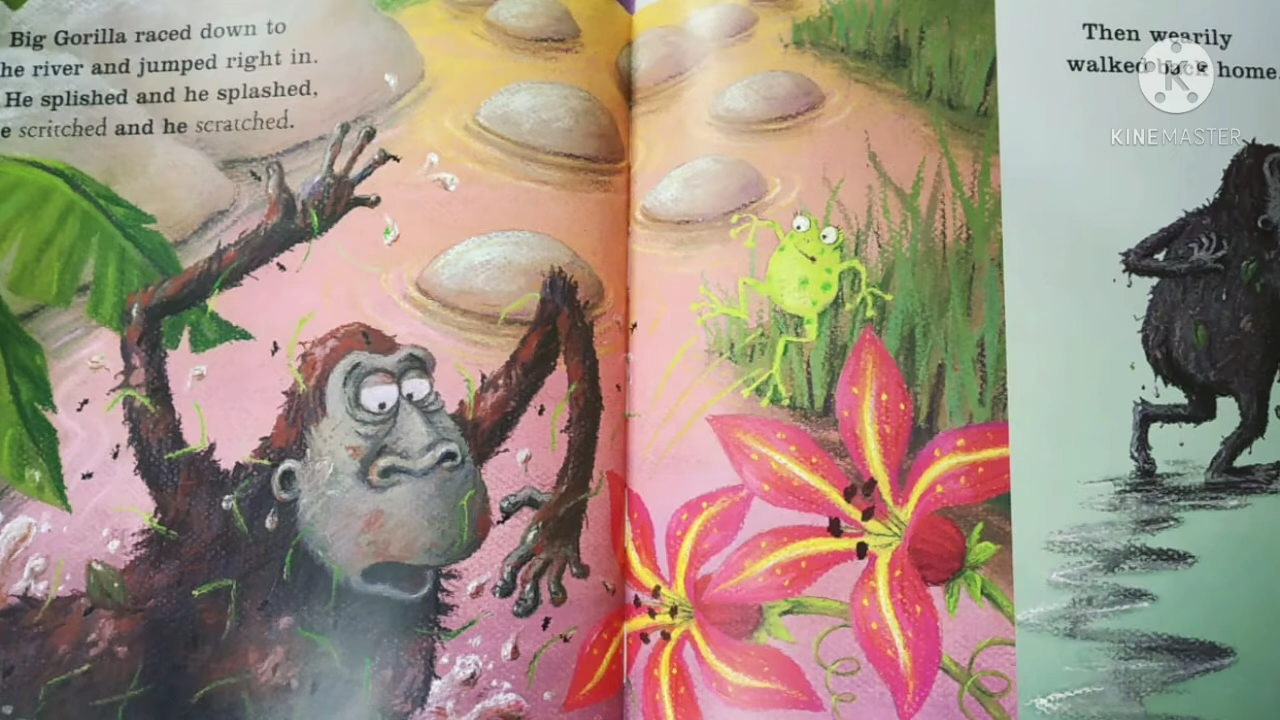 Big Gorilla raced down to
he river and jumped right in.
He splished and he splashed,
e scritched and he scratched.
Then wearily
walked back home.
KINEMASTER